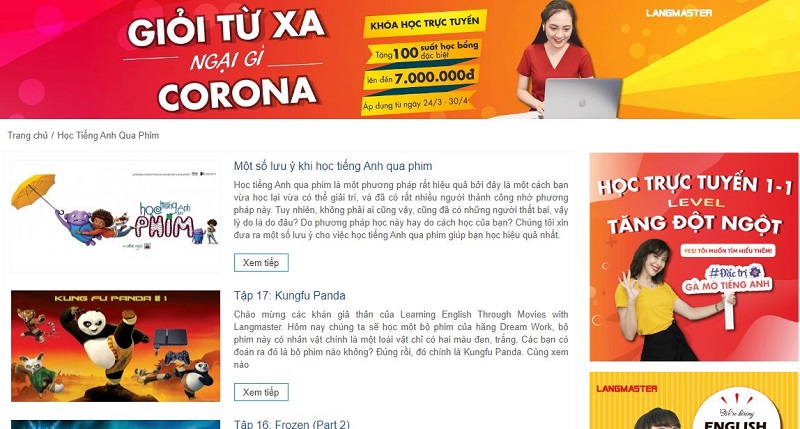 GIỎI TỪ XA
NGẠI GÌ
CORONA
KHÓA HỌC TRỰC TUYẾN
Tặng 100 suất học bổng
đặc biệt
lên đến 7.000.000đ
Áp dụng từ ngày 24/3 - 30/4
LANGMASTER
Trang chủ / Học Tiếng Anh Qua Phim
học tiếng Anh
qua
PHIM
Một số lưu ý khi học tiếng Anh qua phim
Học tiếng Anh qua phim là một phương pháp rất hiệu quả bởi đây là một cách bạn
vừa học lại vừa có thể giải trí, và đã có rất nhiều người thành công nhờ phương
pháp này. Tuy nhiên, không phải ai cũng vậy, cũng đã có những người thất bại, vậy
lý do là do đâu? Do phương pháp học này hay do cách học của bạn? Chúng tôi xin
đưa ra một số lưu ý cho việc học tiếng Anh qua phim giúp bạn học hiệu quả nhất.
Xem tiếp
KUNG FU PANDA # 1
Tập 17: Kungfu Panda
Chào mừng các khán giả thân của Learning English Through Movies with
Langmaster. Hôm nay chúng ta sẽ học một bộ phim của hãng Dream Work, bộ
phim này có nhân vật chính là một loài vật chỉ có hai màu đen, trắng. Các bạn có
đoán ra đó là bộ phim nào không? Đúng rồi, đó chính là Kungfu Panda. Cùng xem
nào
Xem tiếp
Tập 16: Frozen (Part 2)
HỌC TRỰC TUYẾN 1-1
LEVEL
TĂNG ĐỘT NGỘT
YES! TÔI MUỐN TÌM HIỂU THÊM!
#Đặc trị
GÀ MỜ TIẾNG ANH
LANGMASTER
We're hiring
ENGLISH